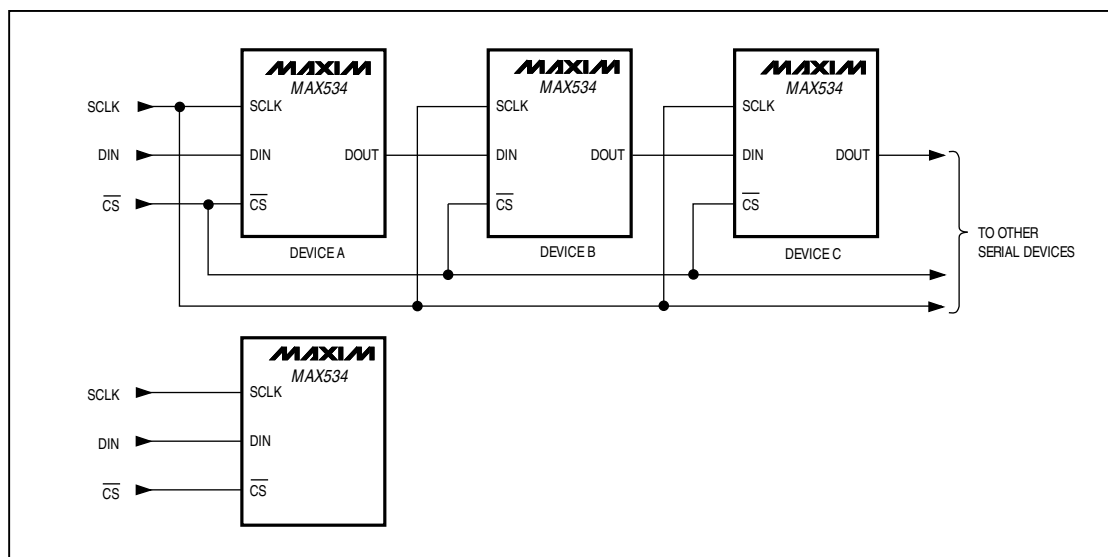 MAXIM MAXIM MAXIM
MAX534 MAX534 MAX534
SCLK SCLK SCLK SCLK
DIN DIN DOUT DIN DOUT DIN DOUT
CS CS CS CS
DEVICE A DEVICE B DEVICE C
TO OTHER
SERIAL DEVICES
MAXIM
MAX534
SCLK SCLK
DIN DIN
CS CS